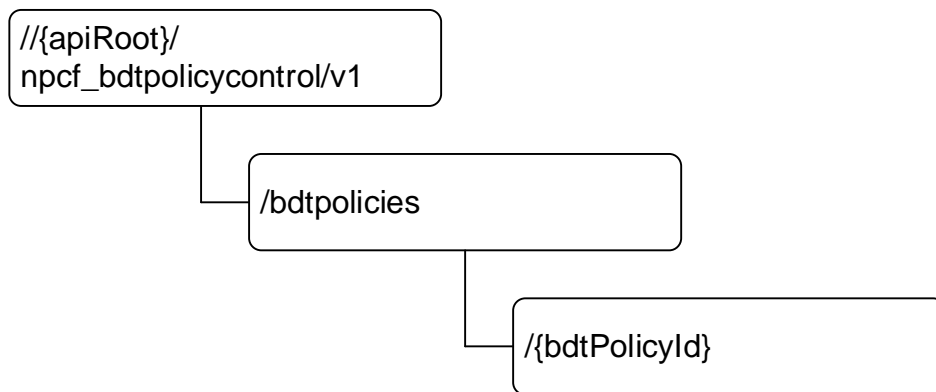 //{apiRoot}/
npcf_bdtpolicycontrol/v1
/bdtpolicies
/{bdtPolicyId}